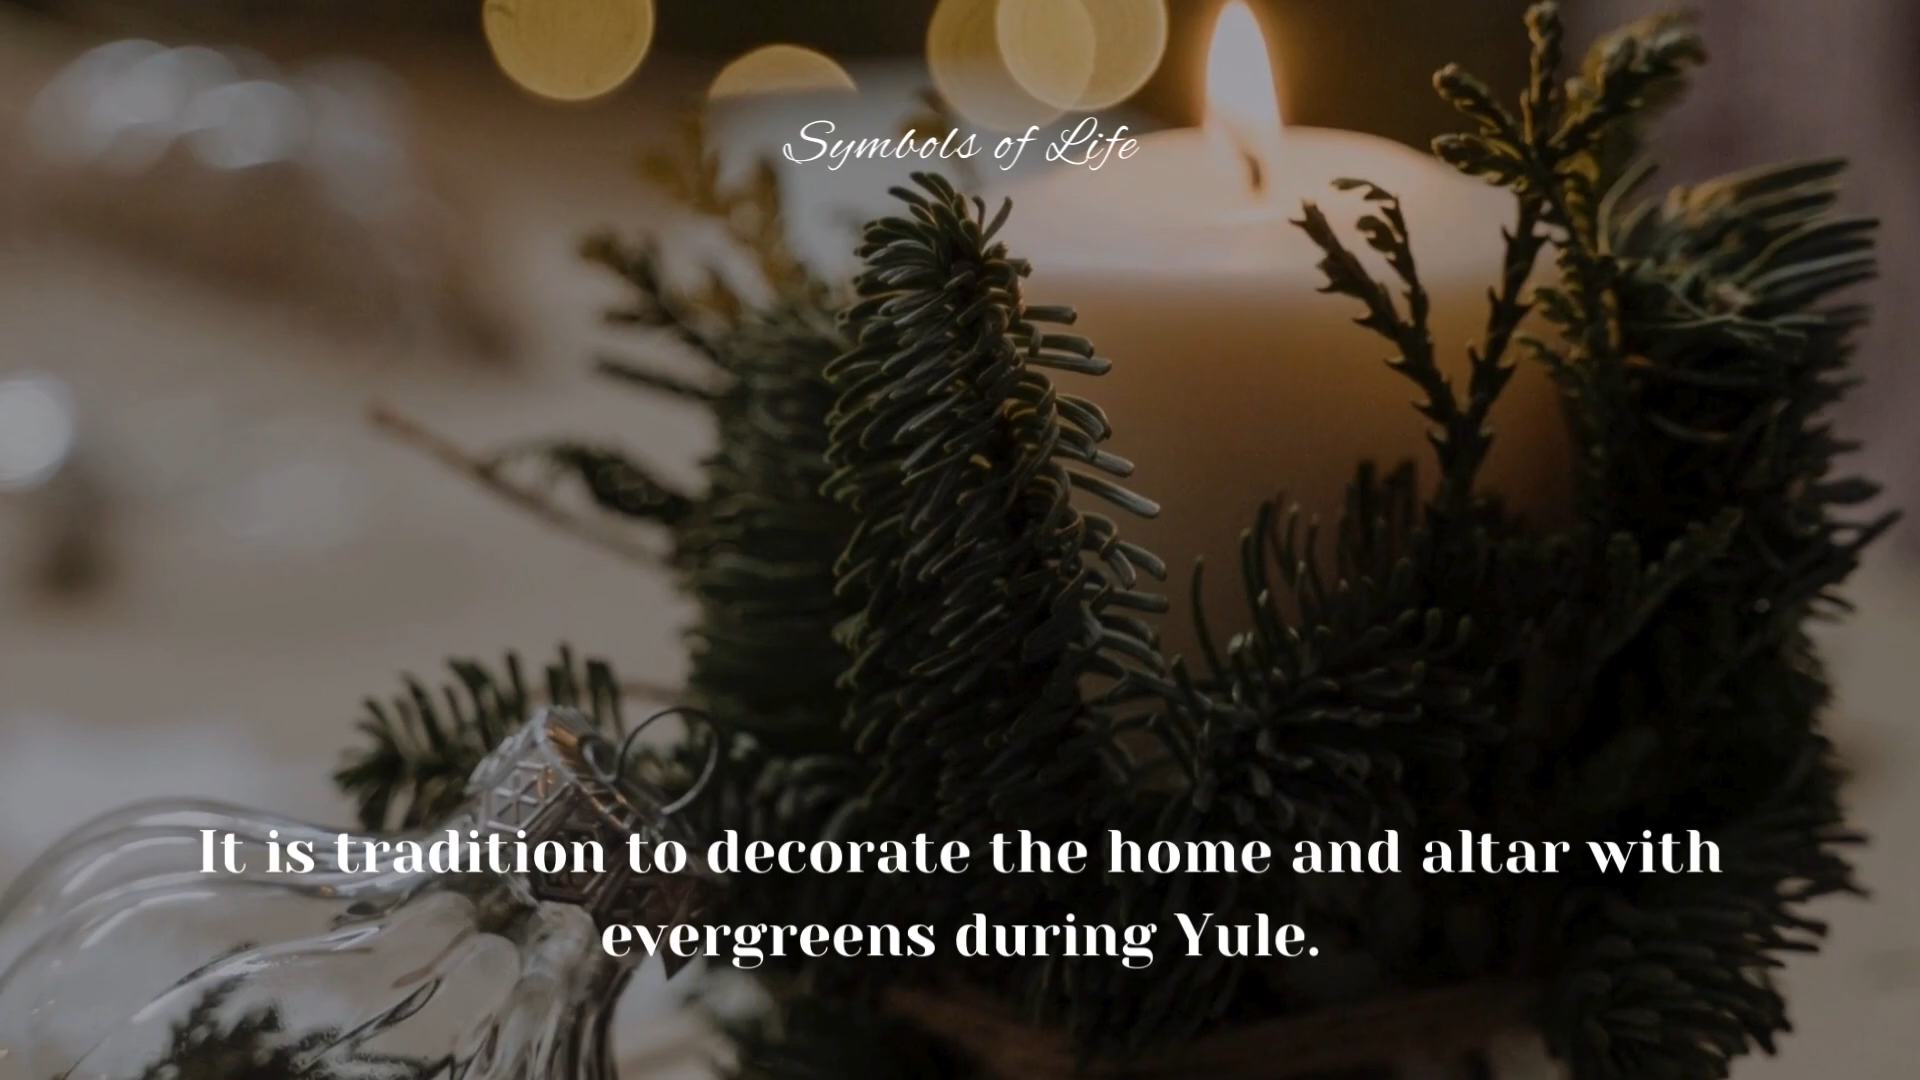 Symbols of Life
It is tradition to decorate the home and altar with
evergreens during Yule.